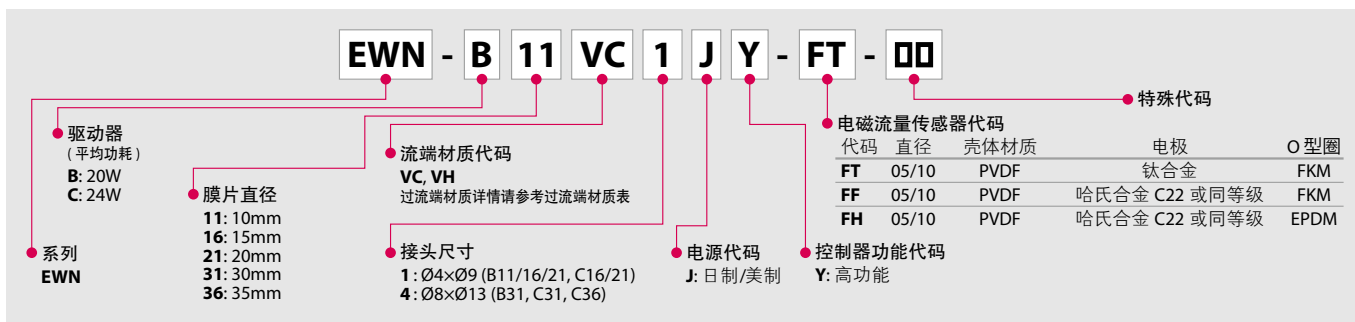 EWN - B 11 VC 1 J Y - FT - 口口
特殊代码
驱动器
(平均功耗)
B: 20W
C: 24W
膜片直径
11: 10mm
16: 15mm
21: 20mm
31: 30mm
36: 35mm
系列
EWN
流端材质代码
VC, VH
过流端材质详情请参考过流端材质表
接头尺寸
1: Ø4×Ø9 (B11/16/21, C16/21)
4: Ø8×Ø13 (B31, C31, C36)
电源代码
J: 日制/美制
控制器功能代码
Y: 高功能
电磁流量传感器代码
代码 直径 壳体材质 电极 O型圈
FT 05/10 PVDF 钛合金 FKM
FF 05/10 PVDF 哈氏合金 C22 或同等级 FKM
FH 05/10 PVDF 哈氏合金 C22 或同等级 EPDM